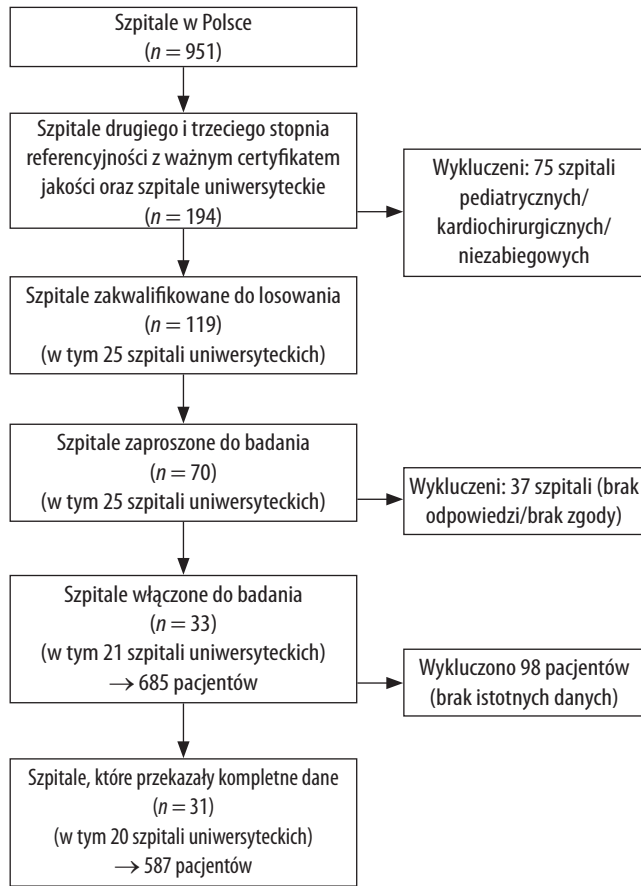 Szpitale w Polsce
(n = 951)
Szpitale drugiego i trzeciego stopnia
referencyjności z ważnym certyfikatem
jakości oraz szpitale uniwersyteckie
(n = 194)
Wykluczeni: 75 szpitali
pediatrycznych/
kardiochirurgicznych/
niezabiegowych
Szpitale zakwalifikowane do losowania
(n = 119)
(w tym 25 szpitali uniwersyteckich)
Szpitale zaproszone do badania
(n = 70)
(w tym 25 szpitali uniwersyteckich)
Wykluczeni: 37 szpitali (brak
odpowiedzi/brak zgody)
Szpitale włączone do badania
(n = 33)
(w tym 21 szpitali uniwersyteckich)
→ 685 pacjentów
Wykluczono 98 pacjentów
(brak istotnych danych)
Szpitale, które przekazały kompletne dane
(n = 31)
(w tym 20 szpitali uniwersyteckich)
→ 587 pacjentów